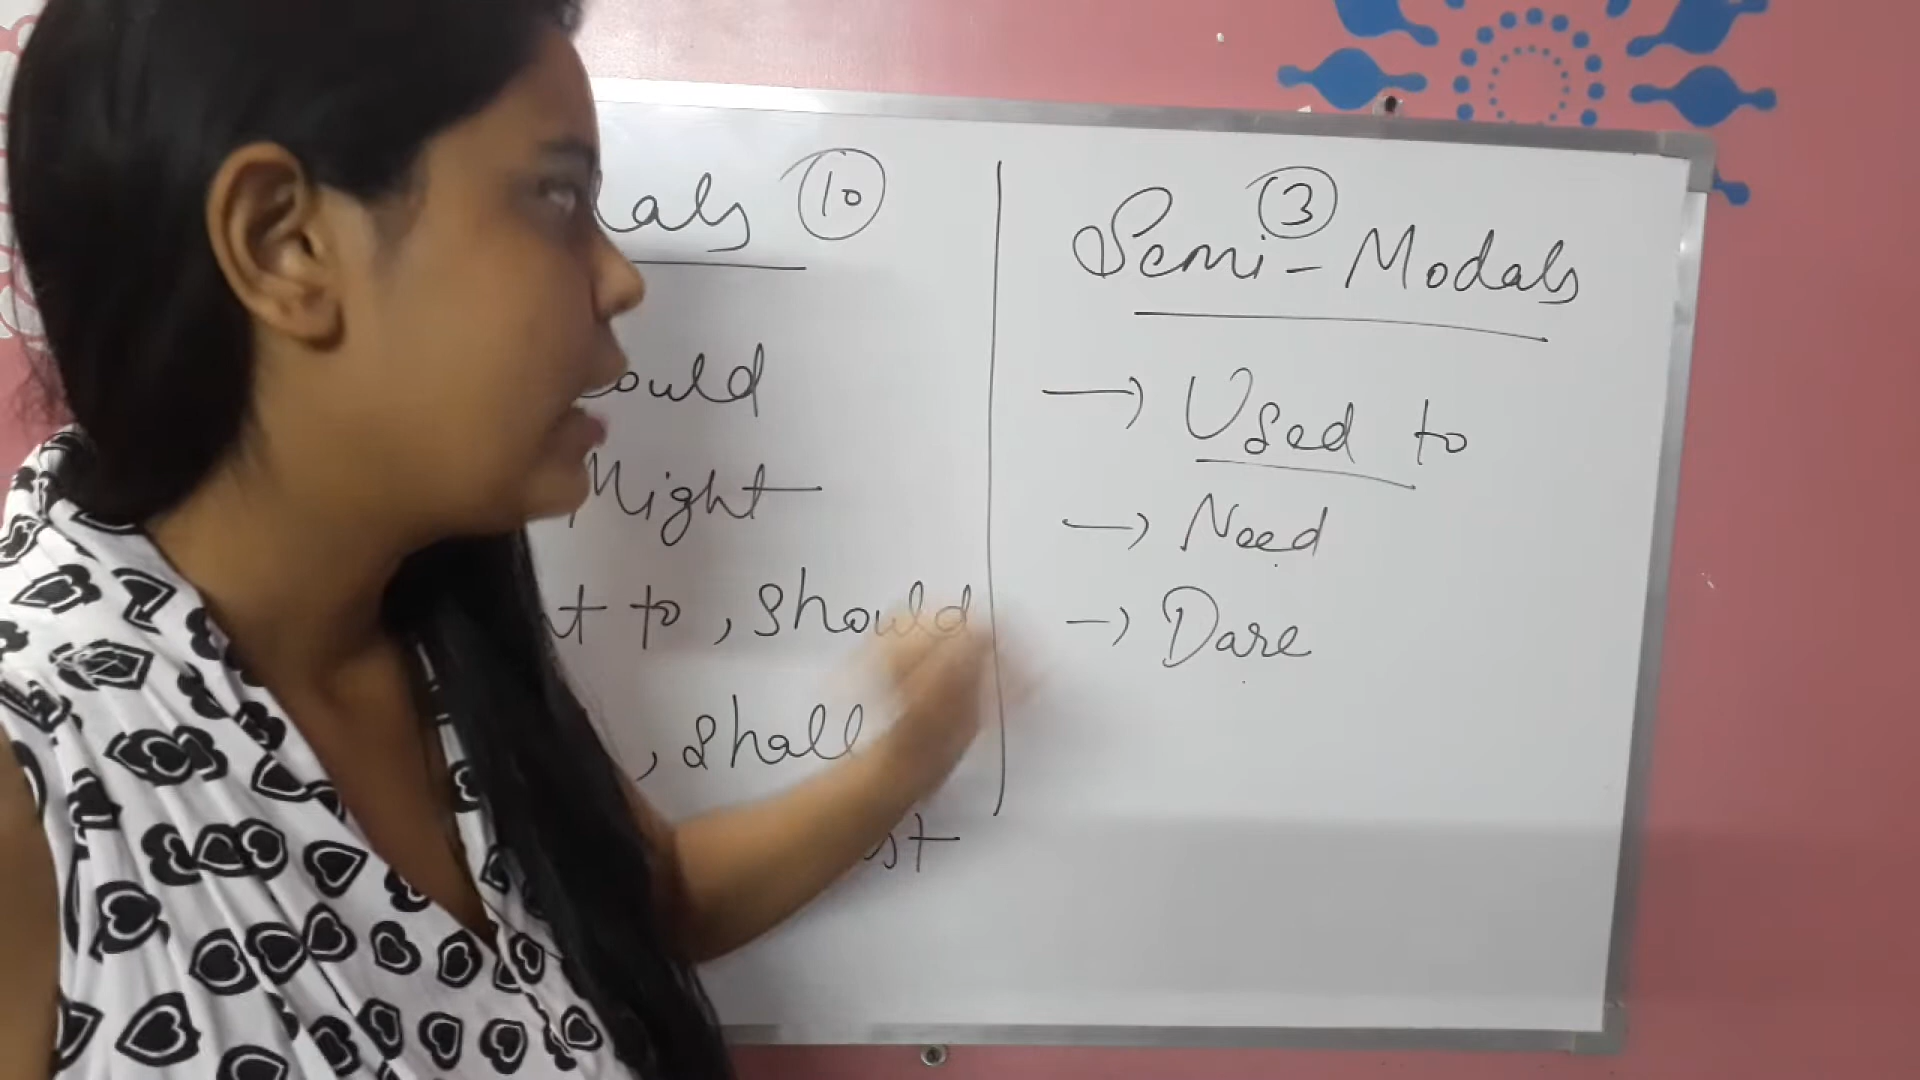 als 10
ould
Might
t to, should
, shall
st
3
Semi-Modals
→ Used to
→ Need
→ Dare